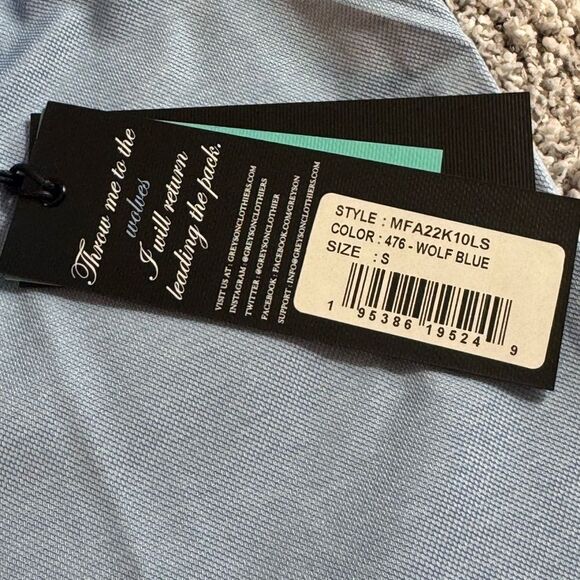 Throw me to the
wolves
I will return
leading the pack.
VISIT US AT : GREYSONCLOTHIERS.COM
INSTAGRAM : @GREYSONCLOTHIERS
TWITTER : @GREYSONCLOTHIER
FACEBOOK : FACEBOOK.COM/GREYSON
SUPPORT : INFO@GREYSONCLOTHIERS.COM
STYLE : MFA22K10LS
COLOR : 476 - WOLF BLUE
SIZE : S
1 95386 19524 9